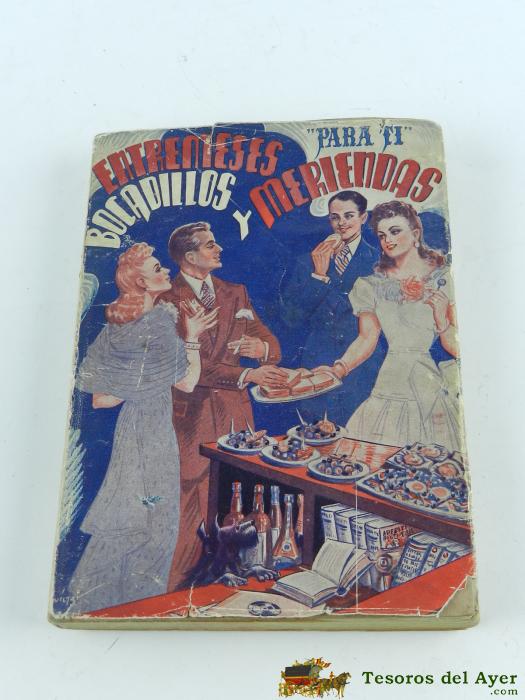 "PARA TI"
ENTREMESES
BOCADILLOS
Y
MERIENDAS
Tesoros del Ayer
.com